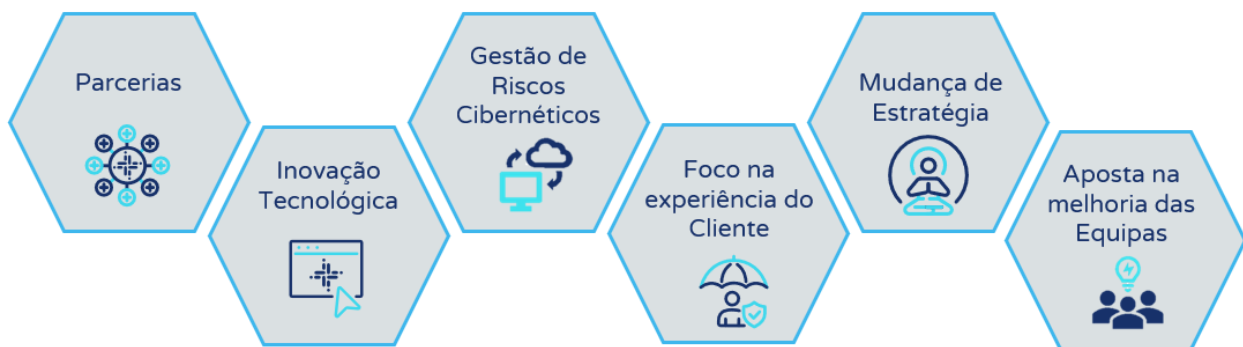 Parcerias
Inovação
Tecnológica
Gestão de
Riscos
Cibernéticos
Foco na
experiência do
Cliente
Mudança de
Estratégia
Aposta na
melhoria das
Equipas